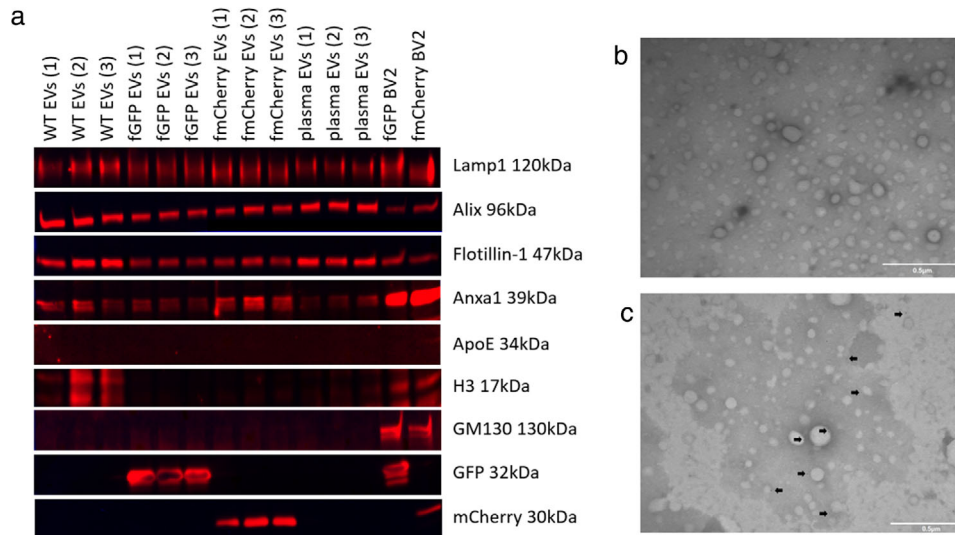 a
WT EVs (1)
WT EVs (2)
WT EVs (3)
fGFP EVs (1)
fGFP EVs (2)
fGFP EVs (3)
fmCherry EVs (1)
fmCherry EVs (2)
fmCherry EVs (3)
plasma EVs (1)
plasma EVs (2)
plasma EVs (3)
fGFP BV2
fmCherry BV2
Lamp1 120kDa
Alix 96kDa
Flotillin-1 47kDa
Anxa1 39kDa
ApoE 34kDa
H3 17kDa
GM130 130kDa
GFP 32kDa
mCherry 30kDa
b
0.5µm
c
0.5µm